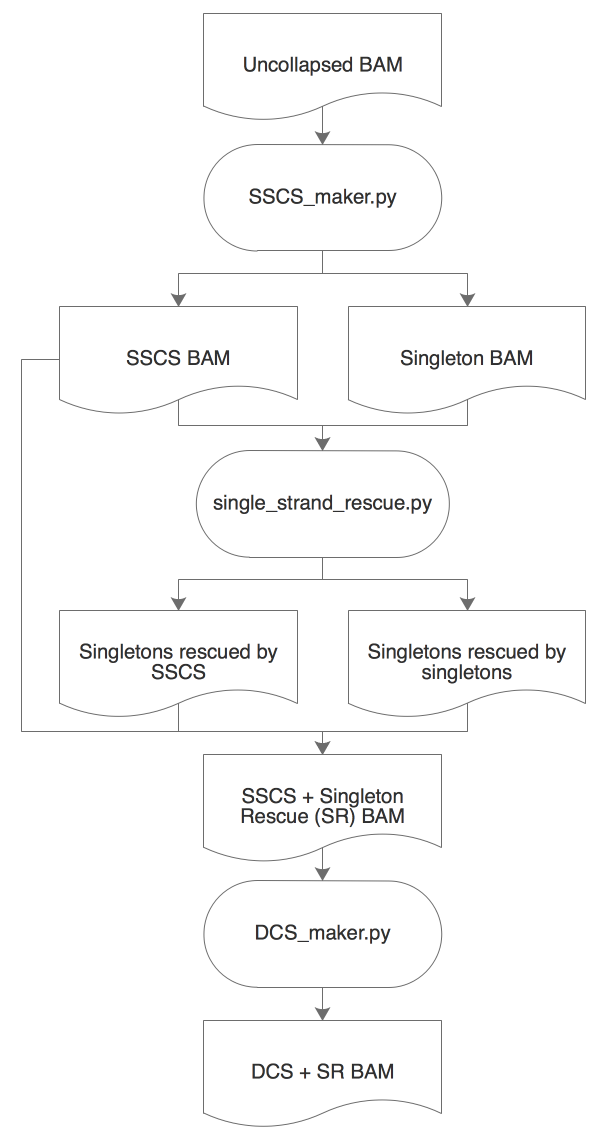 Uncollapsed BAM
SSCS_maker.py
SSCS BAM
Singleton BAM
single_strand_rescue.py
Singletons rescued by
SSCS
Singletons rescued by
singletons
SSCS + Singleton
Rescue (SR) BAM
DCS_maker.py
DCS + SR BAM